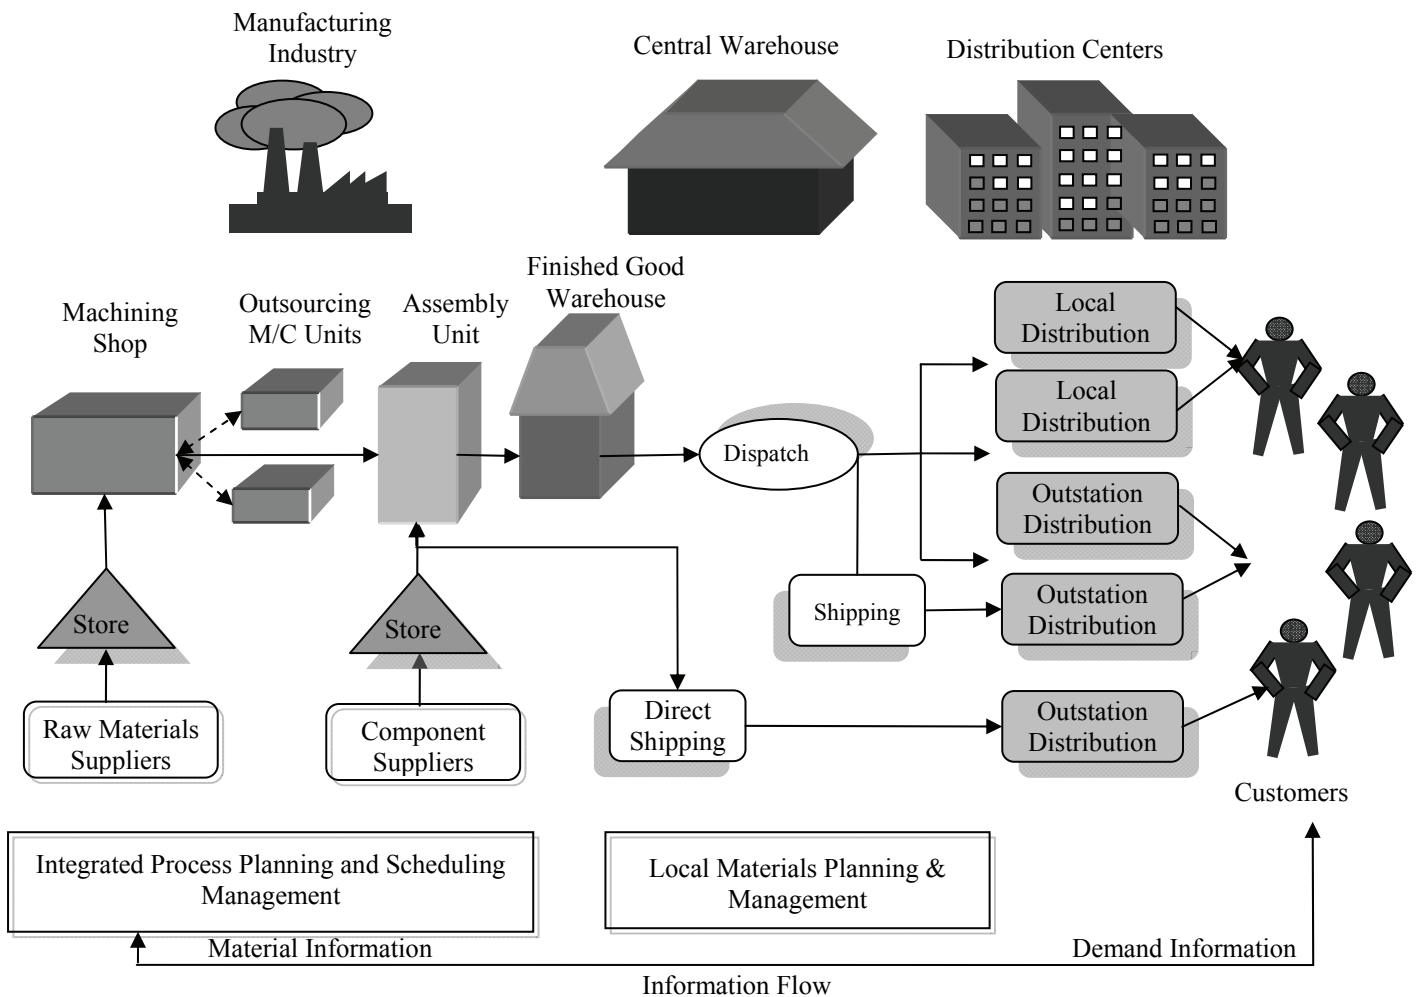 Manufacturing
Industry
Central Warehouse
Distribution Centers
Machining
Shop
Outsourcing
M/C Units
Assembly
Unit
Finished Good
Warehouse
Local
Distribution
Local
Distribution
Dispatch
Outstation
Distribution
Store
Store
Shipping
Outstation
Distribution
Raw Materials
Suppliers
Component
Suppliers
Direct
Shipping
Outstation
Distribution
Customers
Integrated Process Planning and Scheduling
Management
Local Materials Planning &
Management
Material Information
Demand Information
Information Flow